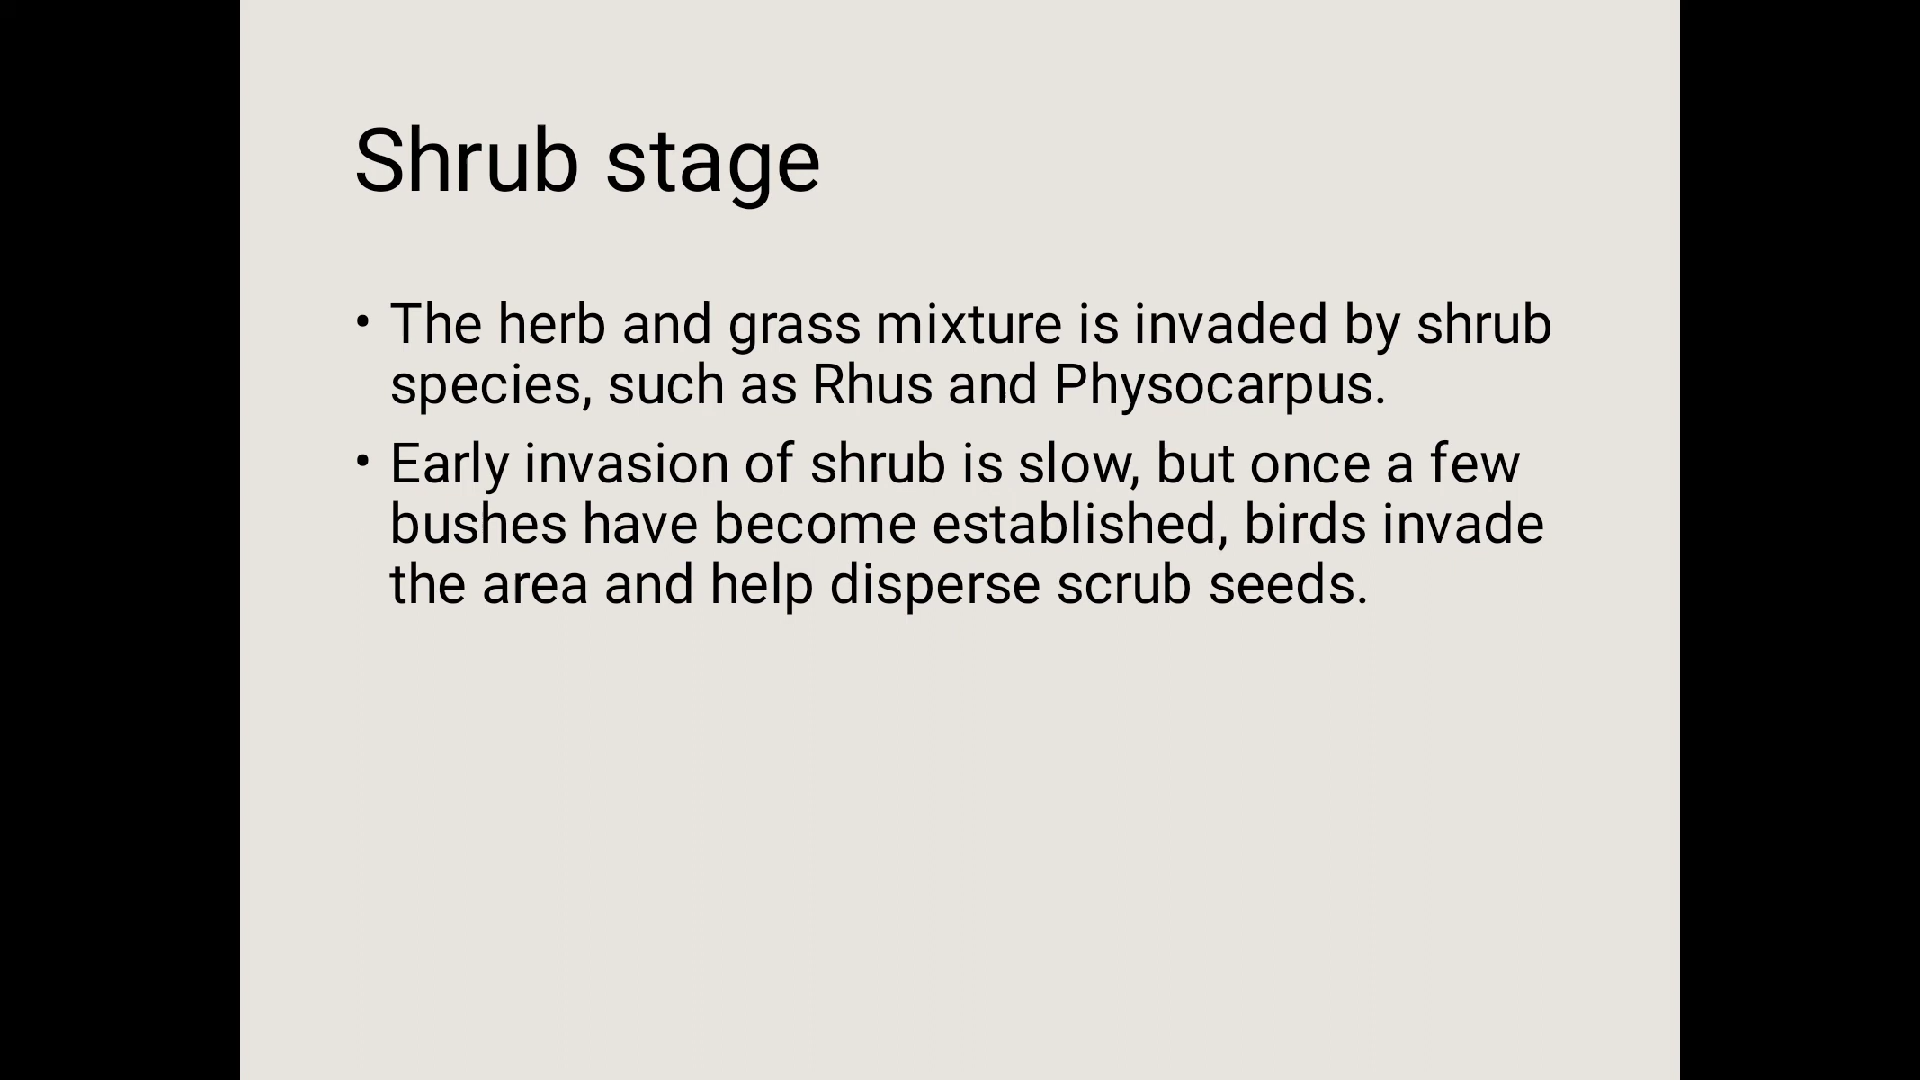 Shrub stage
• The herb and grass mixture is invaded by shrub
species, such as Rhus and Physocarpus.
• Early invasion of shrub is slow, but once a few
bushes have become established, birds invade
the area and help disperse scrub seeds.